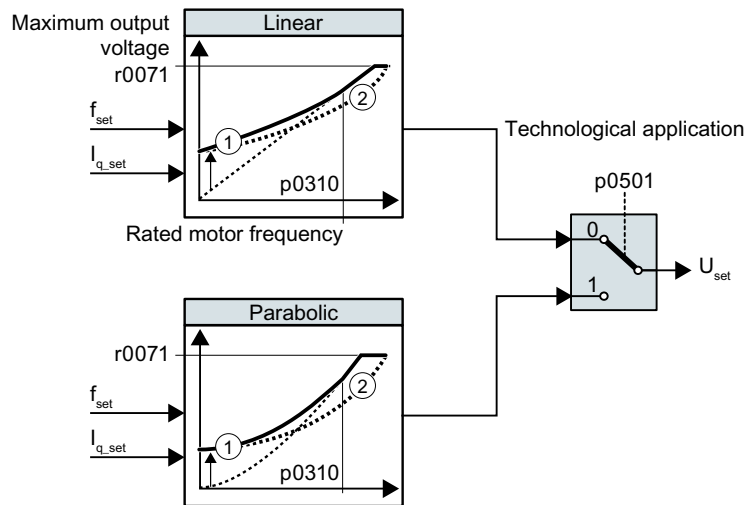 Maximum output
voltage
r0071
Linear
f_set
I_q_set
1
2
p0310
Rated motor frequency
Technological application
p0501
0
1
U_set
Parabolic
r0071
f_set
I_q_set
1
2
p0310